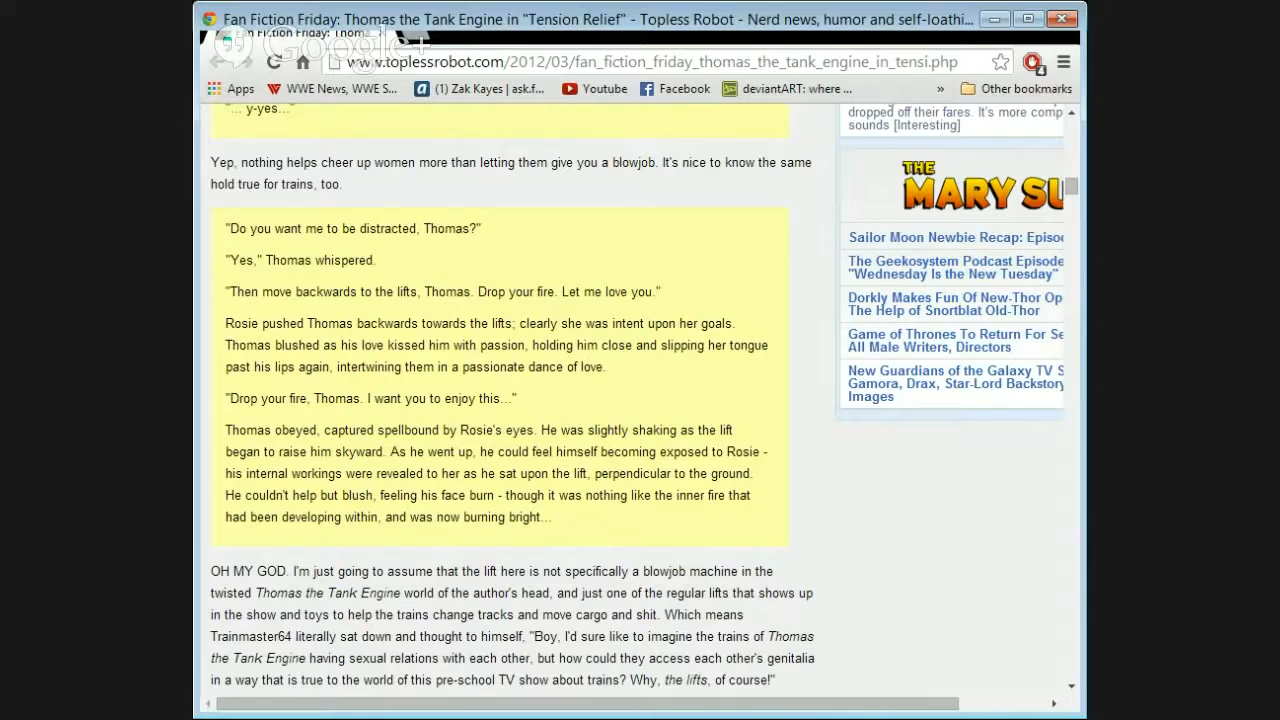 Fan Fiction Friday: Thomas the Tank Engine in "Tension Relief" - Topless Robot - Nerd news, humor and self-loathi...
Fan Fiction Friday: Thoma
Google+
www.toplessrobot.com/2012/03/fan_fiction_friday_thomas_the_tank_engine_in_tensi.php
4
Apps
WWE News, WWE S...
(1) Zak Kayes | ask.f...
Youtube
Facebook
deviantART: where ...
»
Other bookmarks
"... y-yes..."
Yep, nothing helps cheer up women more than letting them give you a blowjob. It's nice to know the same
hold true for trains, too.
"Do you want me to be distracted, Thomas?"
"Yes," Thomas whispered.
"Then move backwards to the lifts, Thomas. Drop your fire. Let me love you."
Rosie pushed Thomas backwards towards the lifts; clearly she was intent upon her goals.
Thomas blushed as his love kissed him with passion, holding him close and slipping her tongue
past his lips again, intertwining them in a passionate dance of love.
"Drop your fire, Thomas. I want you to enjoy this..."
Thomas obeyed, captured spellbound by Rosie's eyes. He was slightly shaking as the lift
began to raise him skyward. As he went up, he could feel himself becoming exposed to Rosie -
his internal workings were revealed to her as he sat upon the lift, perpendicular to the ground.
He couldn't help but blush, feeling his face burn - though it was nothing like the inner fire that
had been developing within, and was now burning bright...
OH MY GOD. I'm just going to assume that the lift here is not specifically a blowjob machine in the
twisted Thomas the Tank Engine world of the author's head, and just one of the regular lifts that shows up
in the show and toys to help the trains change tracks and move cargo and shit. Which means
Trainmaster64 literally sat down and thought to himself, "Boy, I'd sure like to imagine the trains of Thomas
the Tank Engine having sexual relations with each other, but how could they access each other's genitalia
in a way that is true to the world of this pre-school TV show about trains? Why, the lifts, of course!"
dropped off their fares. It's more comp
sounds [Interesting]
THE
MARY SU
Sailor Moon Newbie Recap: Episo
The Geekosystem Podcast Episode
"Wednesday Is the New Tuesday"
Dorkly Makes Fun Of New-Thor Op
The Help of Snortblat Old-Thor
Game of Thrones To Return For Se
All Male Writers, Directors
New Guardians of the Galaxy TV S
Gamora, Drax, Star-Lord Backstory
Images